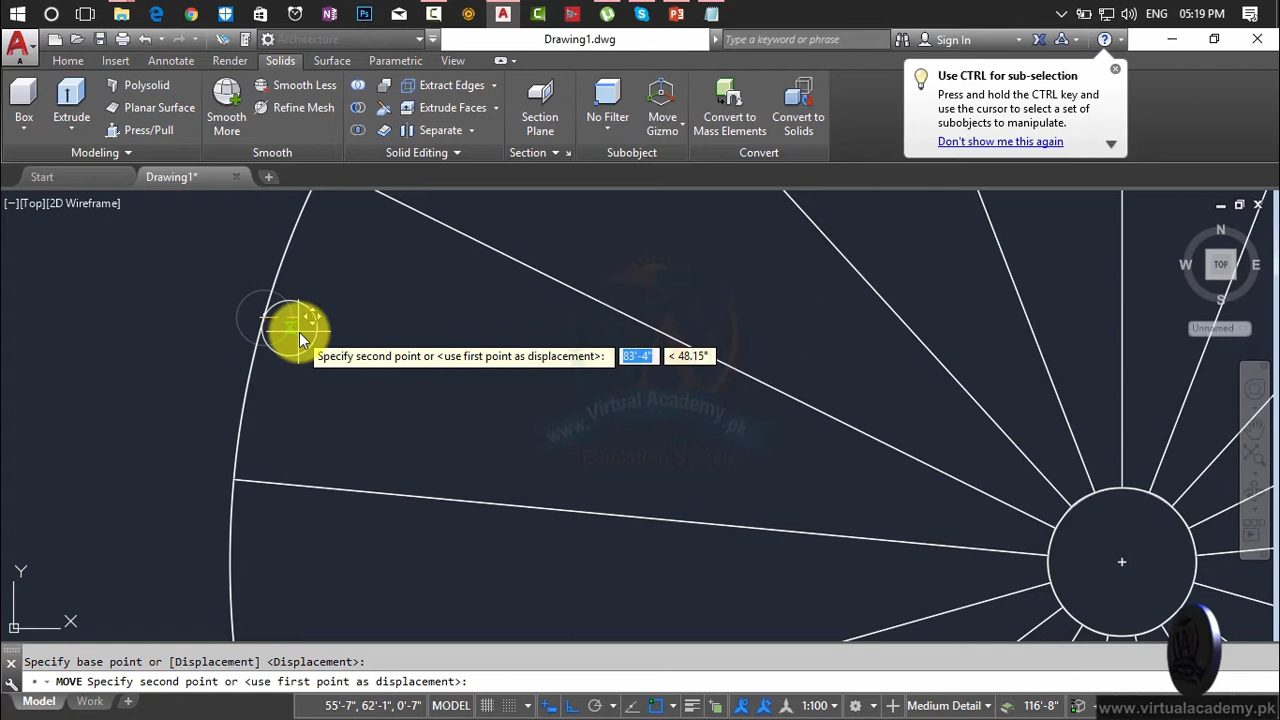 ENG 05:19 PM
Architecture
Drawing1.dwg
Type a keyword or phrase
Sign In
A
Home Insert Annotate Render Solids Surface Parametric View
Box
Extrude
Polysolid
Planar Surface
Press/Pull
Smooth More
Smooth Less
Refine Mesh
Extract Edges
Extrude Faces
Separate
Section Plane
No Filter
Move Gizmo
Convert to Mass Elements
Convert to Solids
Modeling Smooth Solid Editing Section Subobject Convert
Use CTRL for sub-selection
Press and hold the CTRL key and
use the cursor to select a set of
subobjects to manipulate.
Don't show me this again
Start Drawing1*
[−][Top][2D Wireframe]
N
W TOP E
S
Unnamed
Specify second point or <use first point as displacement>: 83'-4" < 48.15°
www.VirtualAcademy.pk
Education System
Y
X
Specify base point or [Displacement] <Displacement>:
MOVE Specify second point or <use first point as displacement>:
Model Work
55'-7", 62'-1", 0'-7" MODEL 1:100 Medium Detail 116'-8"
www.virtualacademy.pk